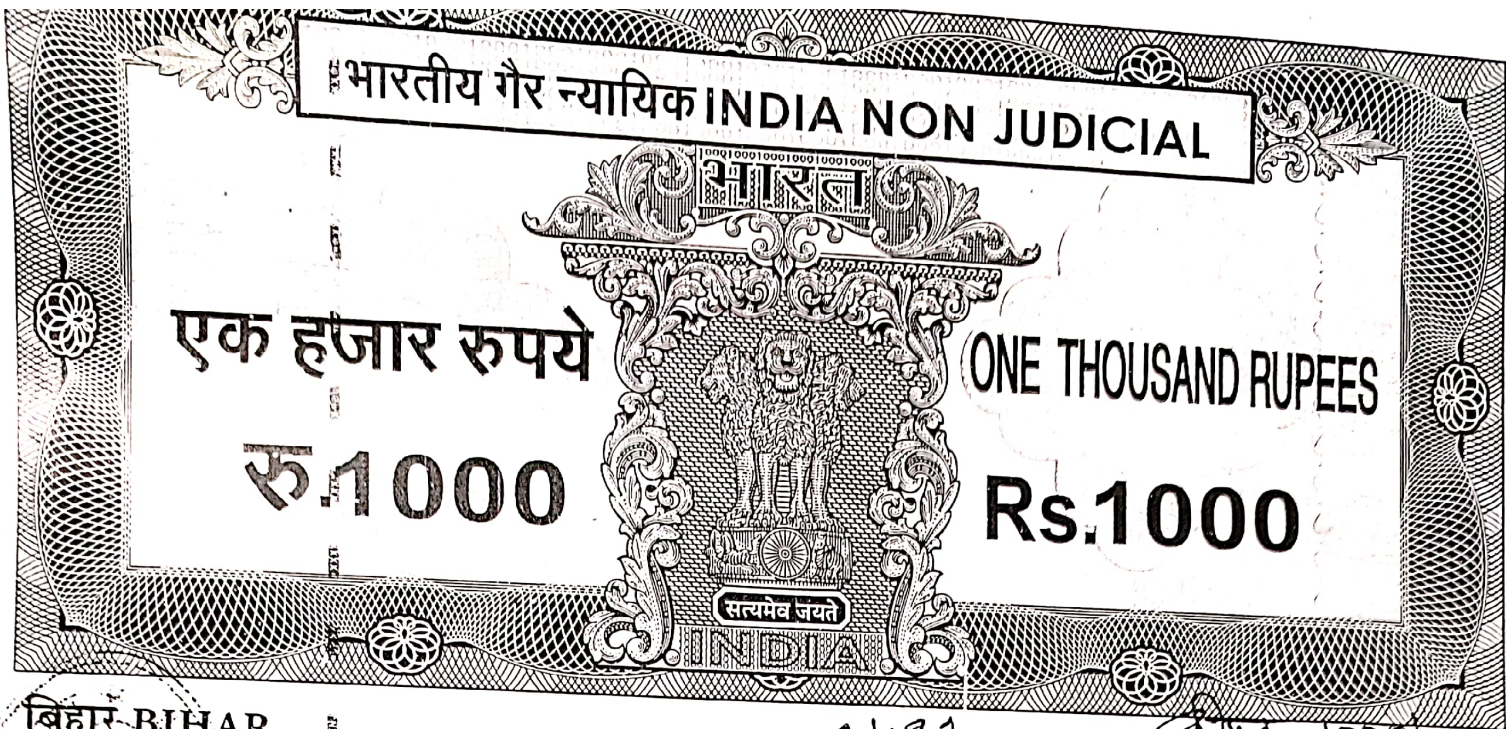 भारतीय गैर न्यायिक INDIA NON JUDICIAL
भारत
एक हजार रुपये
ONE THOUSAND RUPEES
रु.1000
Rs.1000
सत्यमेव जयते
INDIA
बिहार BIHAR